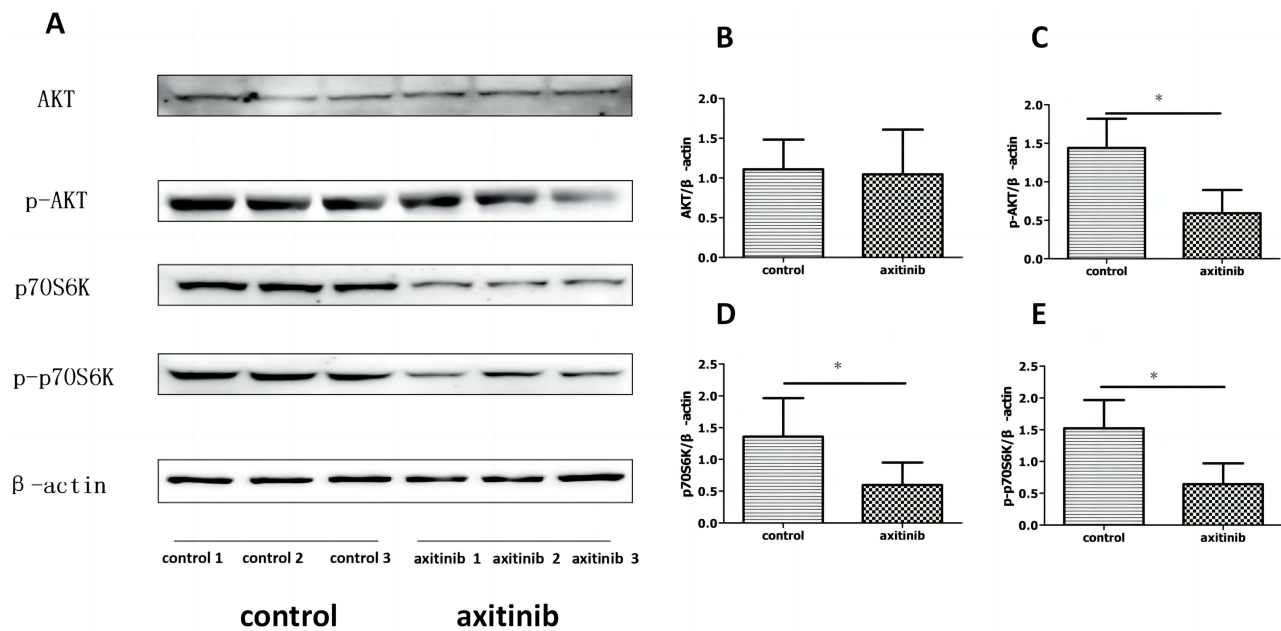 A
AKT
p-AKT
p70S6K
p-p70S6K
β-actin
control 1 control 2 control 3 axitinib 1 axitinib 2 axitinib 3
control axitinib
B
AKT/β-actin
2.0
1.5
1.0
0.5
0.0
control axitinib
C
*
p-AKT/β-actin
2.0
1.5
1.0
0.5
0.0
control axitinib
D
*
p70S6K/β-actin
2.5
2.0
1.5
1.0
0.5
0.0
control axitinib
E
*
p-p70S6K/β-actin
2.5
2.0
1.5
1.0
0.5
0.0
control axitinib